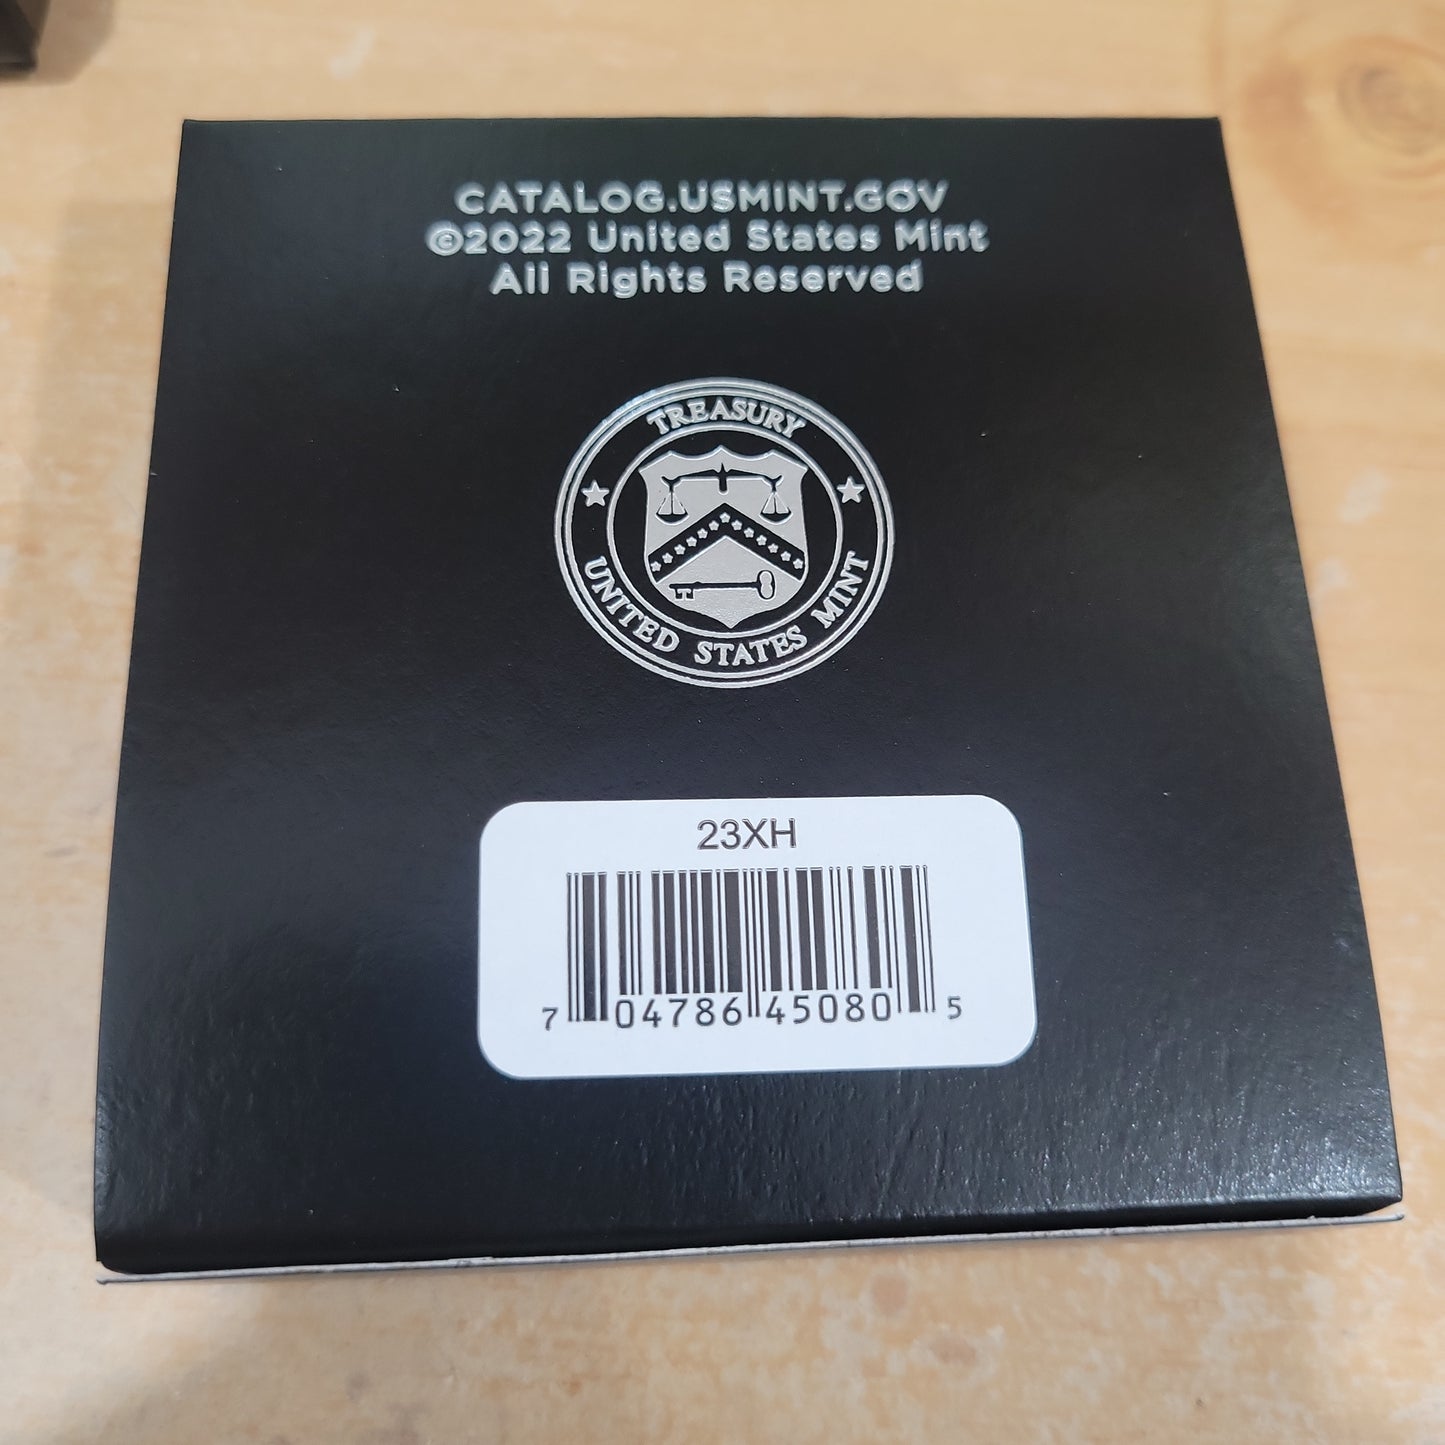 CATALOG.USMINT.GOV
©2022 United States Mint
All Rights Reserved
TREASURY
UNITED STATES MINT
23XH
7 04786 45080 5